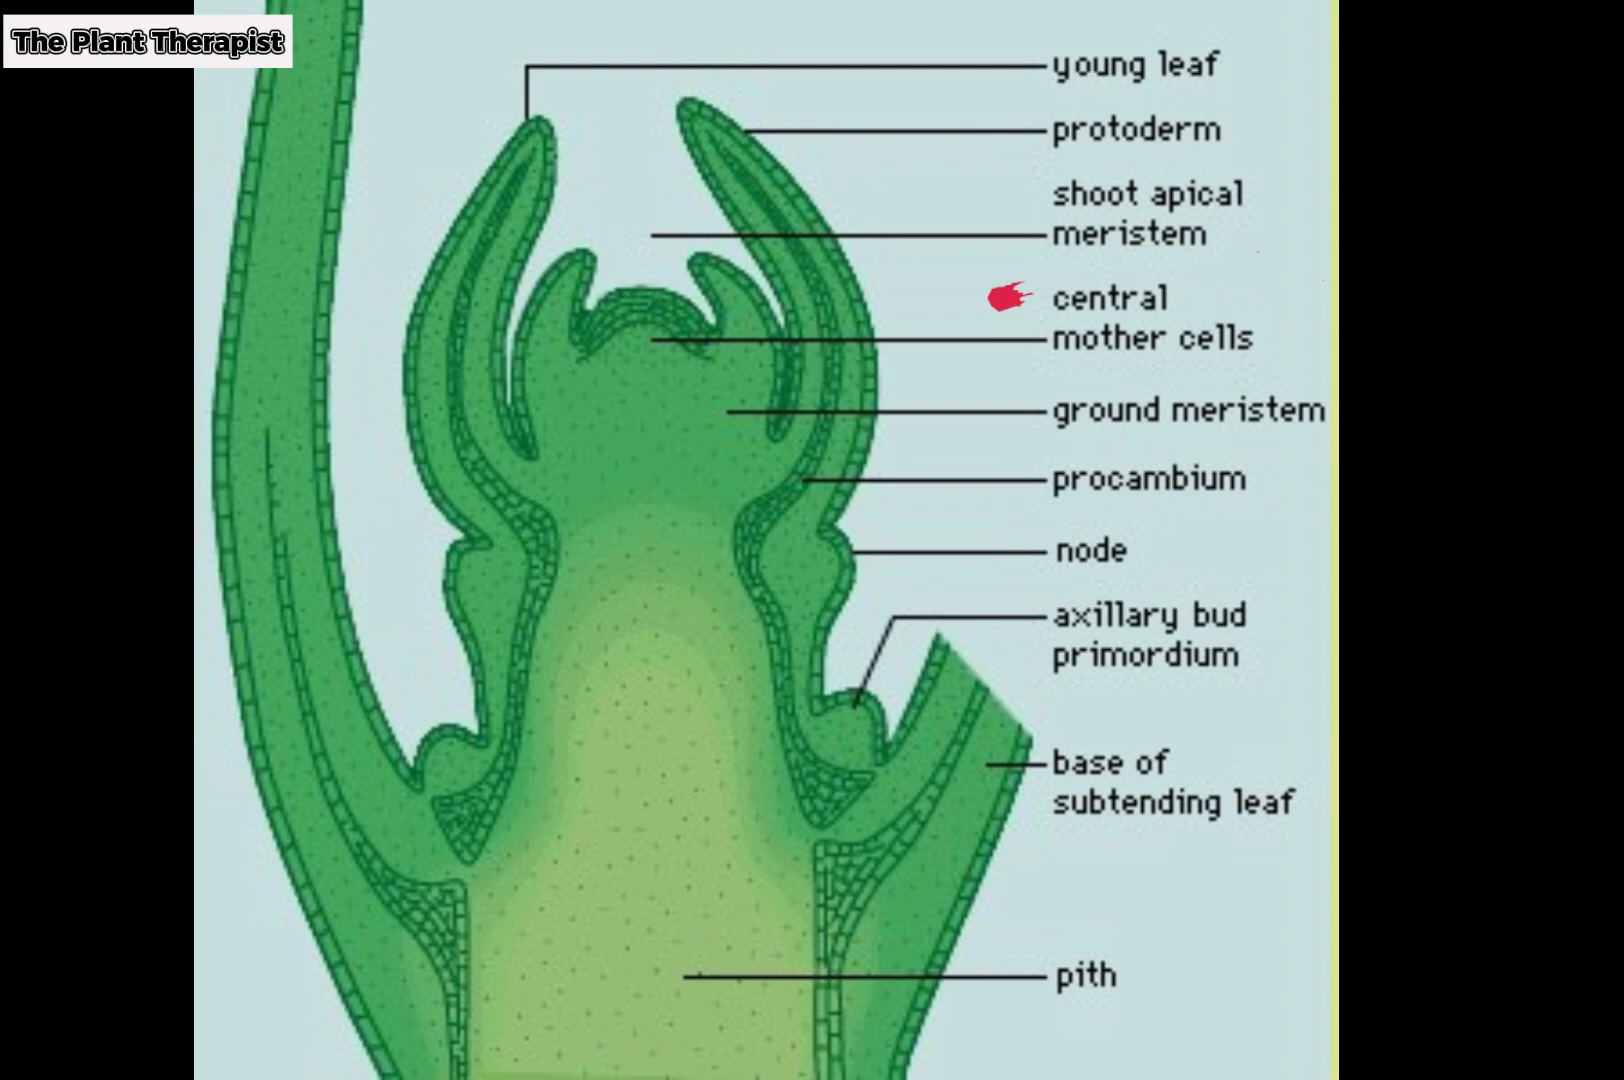 The Plant Therapist
young leaf
protoderm
shoot apical
meristem
central
mother cells
ground meristem
procambium
node
axillary bud
primordium
base of
subtending leaf
pith